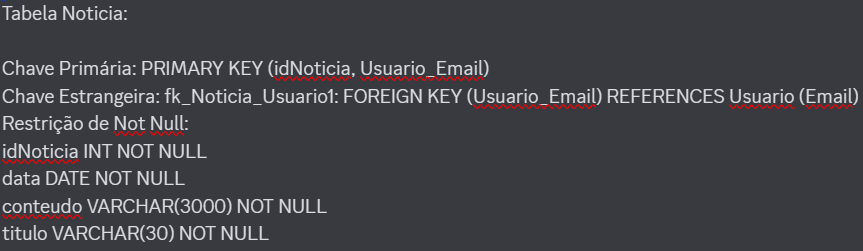 Tabela Noticia:
Chave Primária: PRIMARY KEY (idNoticia, Usuario_Email)
Chave Estrangeira: fk_Noticia_Usuario1: FOREIGN KEY (Usuario_Email) REFERENCES Usuario (Email)
Restrição de Not Null:
idNoticia INT NOT NULL
data DATE NOT NULL
conteudo VARCHAR(3000) NOT NULL
titulo VARCHAR(30) NOT NULL